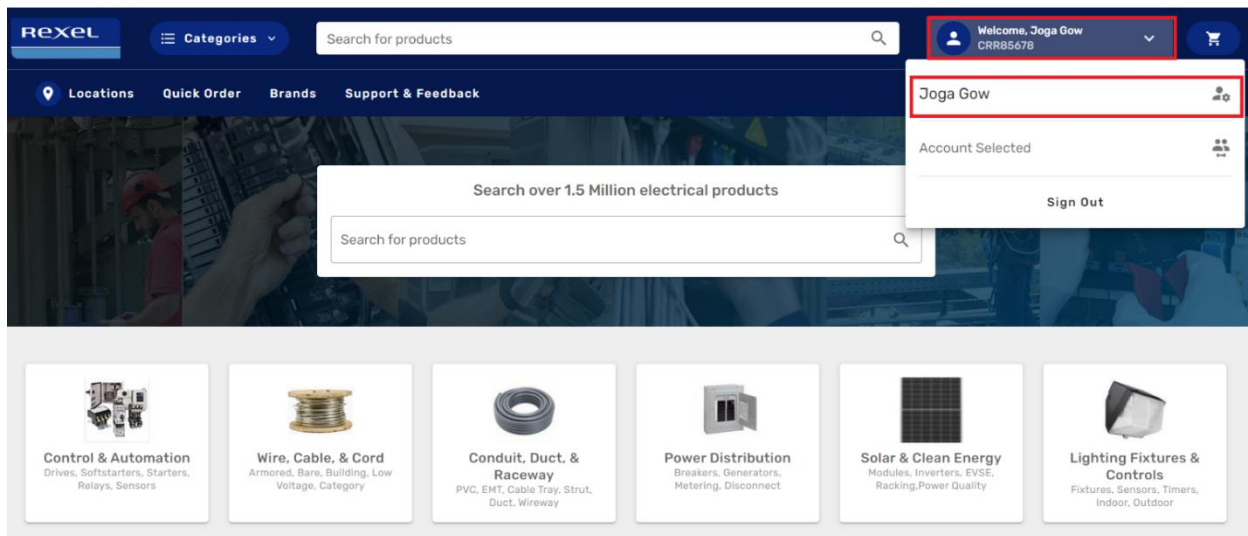 Rexel
Categories
Search for products
Welcome, Joga Gow
CRR85678
Locations Quick Order Brands Support & Feedback
Joga Gow
Account Selected
Sign Out
Search over 1.5 Million electrical products
Search for products
Control & Automation
Drives, Softstarters, Starters,
Relays, Sensors
Wire, Cable, & Cord
Armored, Bare, Building, Low
Voltage, Category
Conduit, Duct, &
Raceway
PVC, EMT, Cable Tray, Strut,
Duct, Wireway
Power Distribution
Breakers, Generators,
Metering, Disconnect
Solar & Clean Energy
Modules, Inverters, EVSE,
Racking,Power Quality
Lighting Fixtures &
Controls
Fixtures, Sensors, Timers,
Indoor, Outdoor